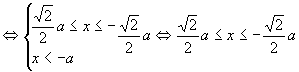 ⇔ { √2/2 a ≤ x ≤ -√2/2 a ⇔ √2/2 a ≤ x ≤ -√2/2 a
x < -a